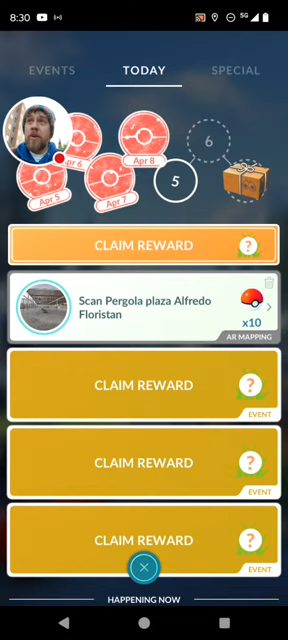 8:30
5G
EVENTS
TODAY
SPECIAL
Apr 5
Apr 6
Apr 7
Apr 8
5
6
CLAIM REWARD
?
Scan Pergola plaza Alfredo
Floristan
x10
AR MAPPING
CLAIM REWARD
?
EVENT
CLAIM REWARD
?
EVENT
CLAIM REWARD
?
EVENT
HAPPENING NOW